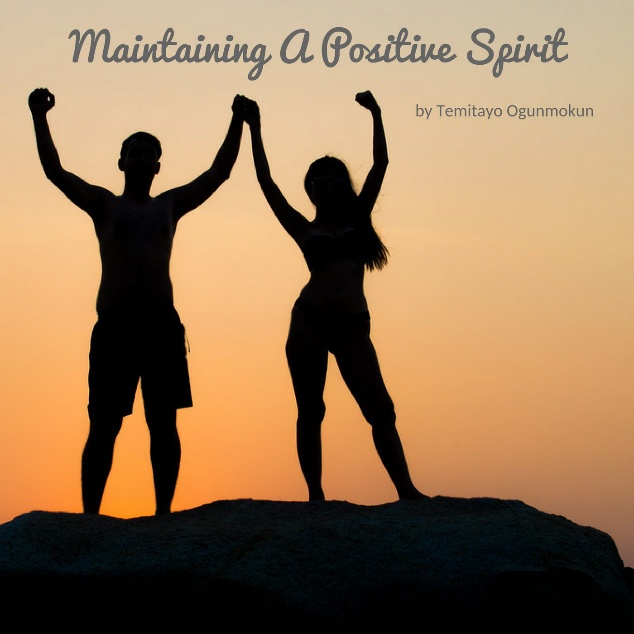 Maintaining A Positive Spirit
by Temitayo Ogunmokun